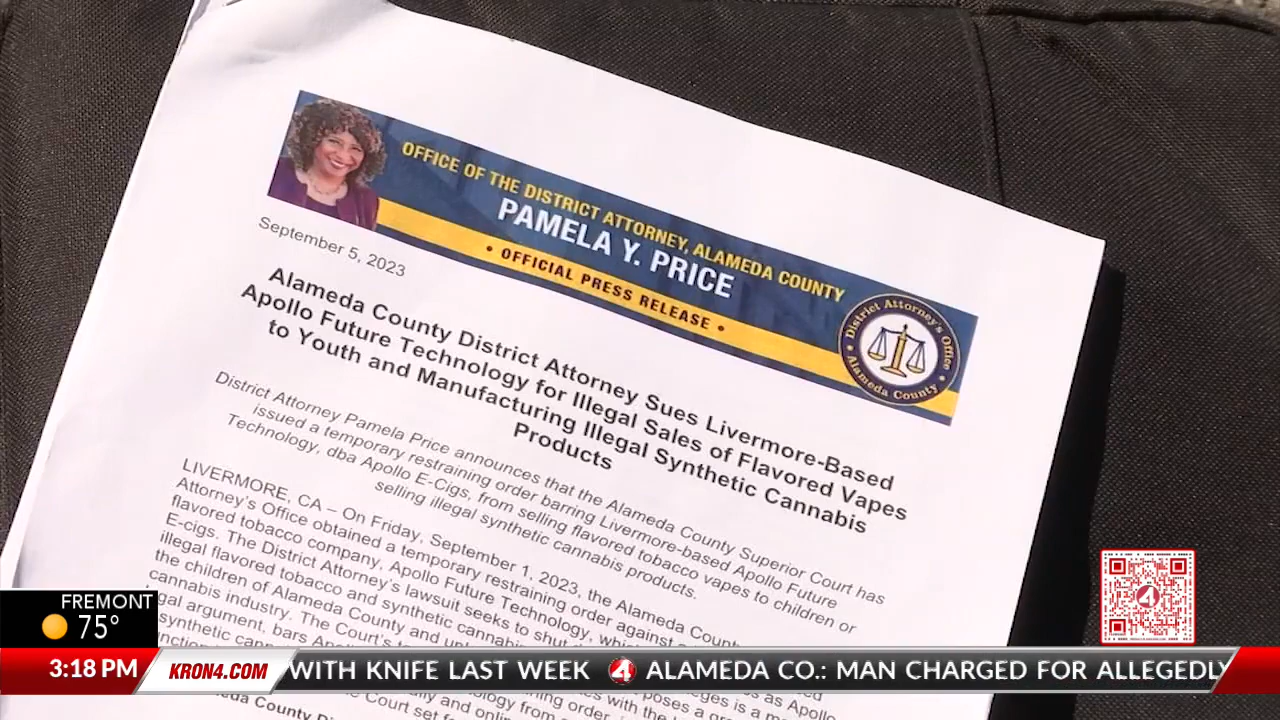 OFFICE OF THE DISTRICT ATTORNEY, ALAMEDA COUNTY
PAMELA Y. PRICE
• OFFICIAL PRESS RELEASE •
District Attorney's Office
• Alameda County •
September 5, 2023
Alameda County District Attorney Sues Livermore-Based
Apollo Future Technology for Illegal Sales of Flavored Vapes
to Youth and Manufacturing Illegal Synthetic Cannabis
Products
District Attorney Pamela Price announces that the Alameda County Superior Court has
issued a temporary restraining order barring Livermore-based Apollo Future
Technology, dba Apollo E-Cigs, from selling flavored tobacco vapes to children or
selling illegal synthetic cannabis products.
LIVERMORE, CA – On Friday, September 1, 2023, the Alameda County
Attorney's Office obtained a temporary restraining order against a
flavored tobacco company, Apollo Future Technology,
E-cigs. The District Attorney's lawsuit seeks to shut
illegal flavored tobacco and synthetic
the children of Alameda County and
cannabis industry. The Court's
argument, bars
synthetic
FREMONT
75°
3:18 PM
KRON4.COM
WITH KNIFE LAST WEEK 4 ALAMEDA CO.: MAN CHARGED FOR ALLEGEDLY
4